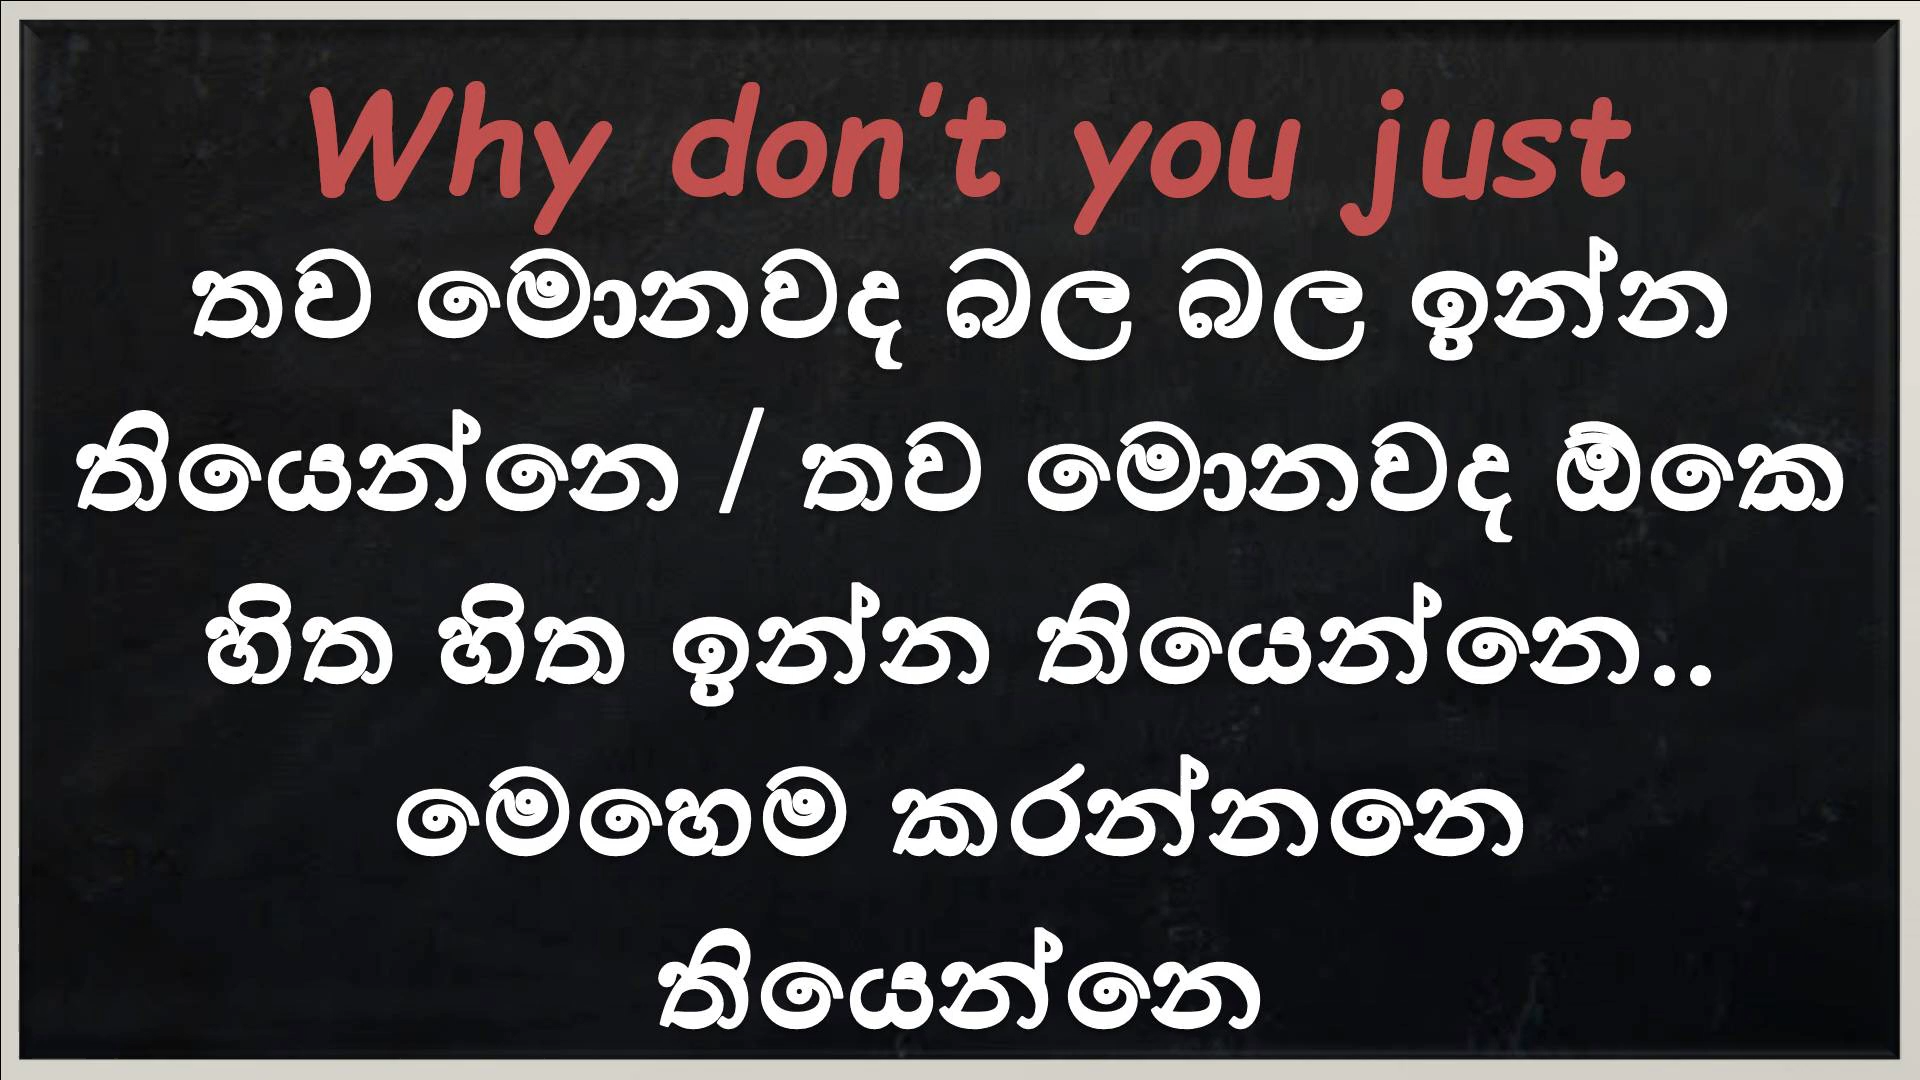 Why don't you just
තව මොනවද බල බල ඉන්න
තියෙන්නෙ / තව මොනවද ඕකෙ
හිත හිත ඉන්න තියෙන්නෙ..
මෙහෙම කරන්නනෙ
තියෙන්නෙ